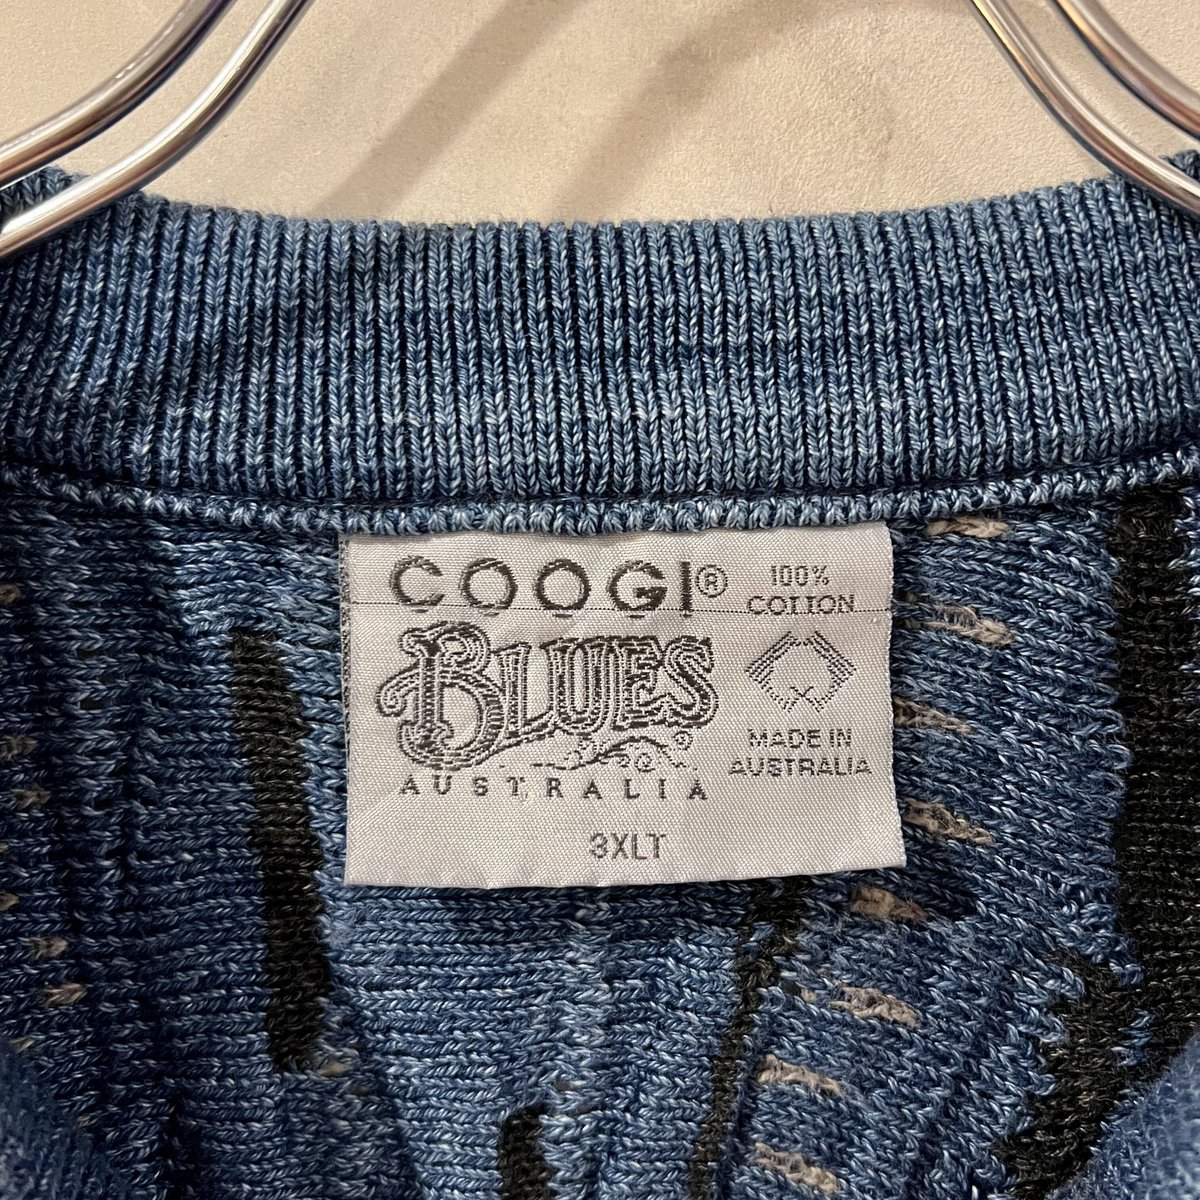 COOGI®
BLUES
AUSTRALIA
3XLT
100%
COTTON
MADE IN
AUSTRALIA